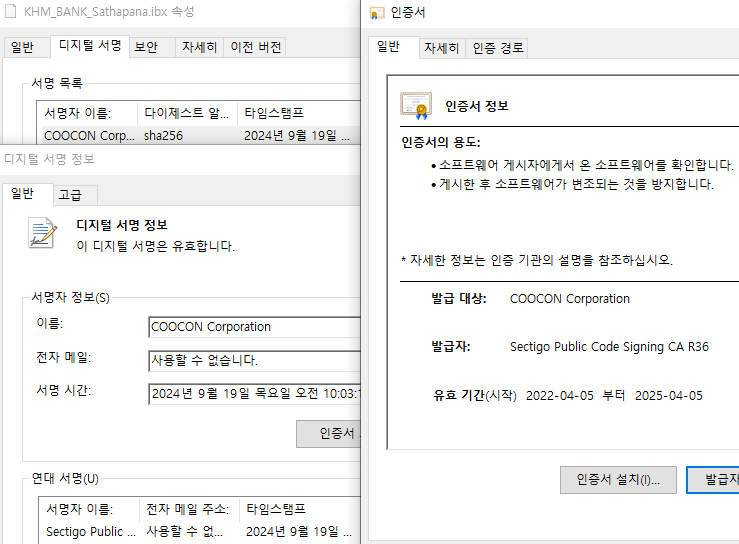 KHM_BANK_Sathapana.ibx 속성
일반 디지털 서명 보안 자세히 이전 버전
서명 목록
서명자 이름: 다이제스트 알... 타임스탬프
COOCON Corp... sha256 2024년 9월 19일 ...
디지털 서명 정보
일반 고급
디지털 서명 정보
이 디지털 서명은 유효합니다.
서명자 정보(S)
이름: COOCON Corporation
전자 메일: 사용할 수 없습니다.
서명 시간: 2024년 9월 19일 목요일 오전 10:03:
인증서
연대 서명(U)
서명자 이름: 전자 메일 주소: 타임스탬프
Sectigo Public ... 사용할 수 없... 2024년 9월 19일 ...
인증서
일반 자세히 인증 경로
인증서 정보
인증서의 용도:
• 소프트웨어 게시자에게서 온 소프트웨어를 확인합니다.
• 게시한 후 소프트웨어가 변조되는 것을 방지합니다.
* 자세한 정보는 인증 기관의 설명을 참조하십시오.
발급 대상: COOCON Corporation
발급자: Sectigo Public Code Signing CA R36
유효 기간(시작) 2022-04-05 부터 2025-04-05
인증서 설치(I)... 발급자